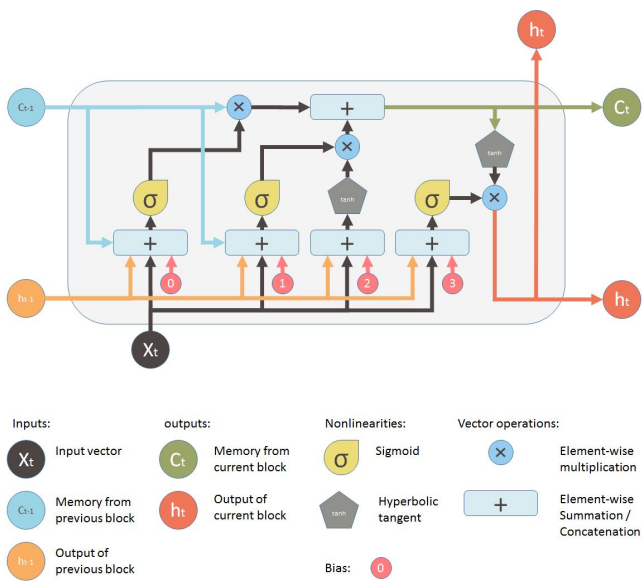 ht
Ct-1
×
+
Ct
tanh
×
σ
σ
tanh
σ
×
+
+
+
+
0
1
2
3
ht-1
ht
Xt
Inputs:
outputs:
Nonlinearities:
Vector operations:
Xt
Input vector
Ct
Memory from
current block
σ
Sigmoid
×
Element-wise
multiplication
Ct-1
Memory from
previous block
ht
Output of
current block
tanh
Hyperbolic
tangent
+
Element-wise
Summation /
Concatenation
ht-1
Output of
previous block
Bias:
0